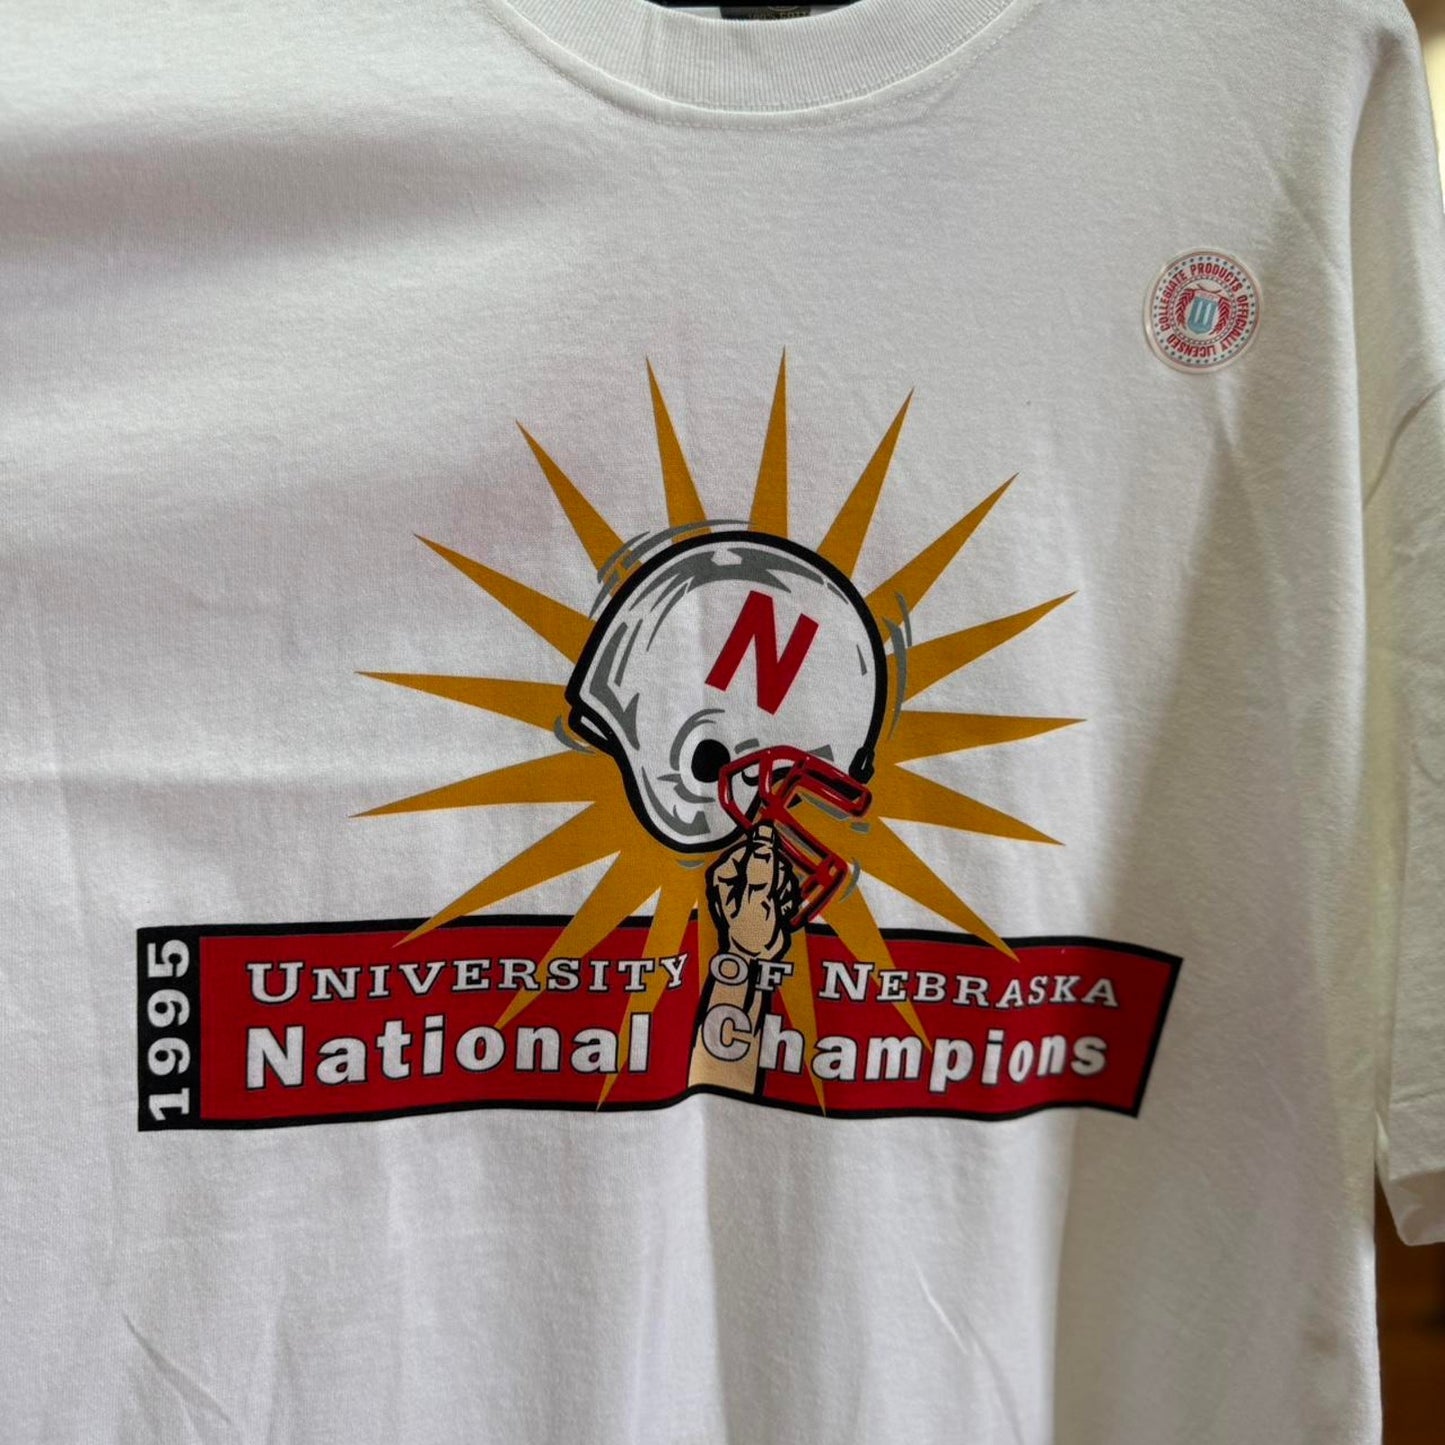 COLLEGIATE PRODUCTS OFFICIALLY LICENSED
N
1995
UNIVERSITY OF NEBRASKA
National Champions